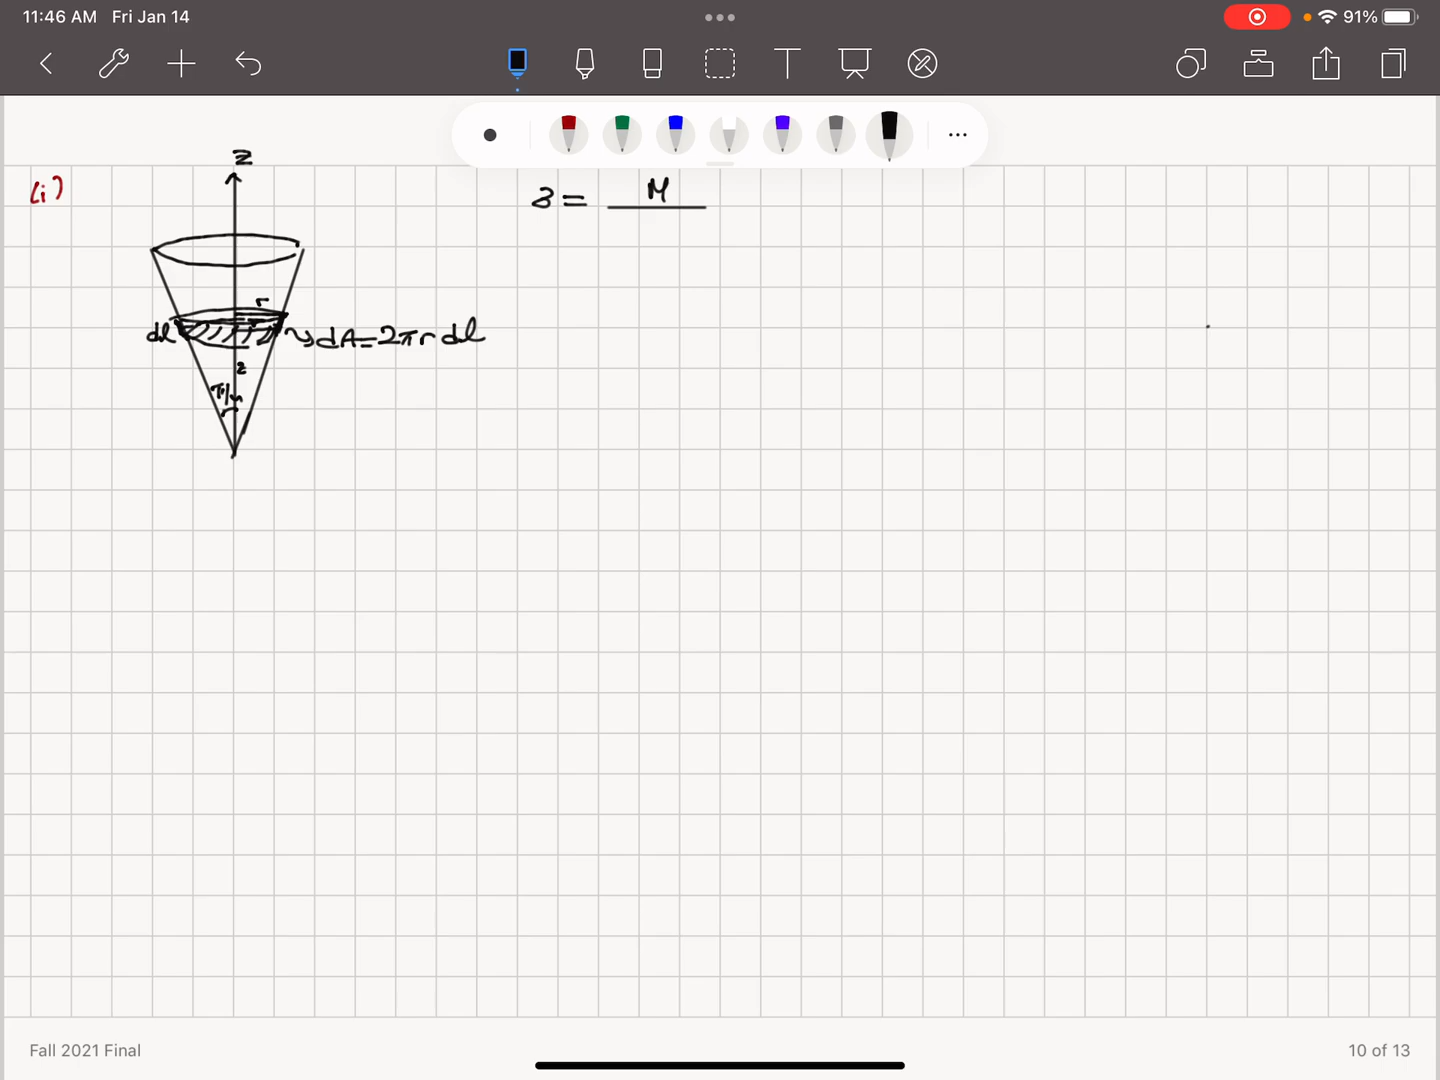 11:46 AM Fri Jan 14
91%
(i)
z
r
dl
dA=2πr dl
z
π/4
M
Fall 2021 Final
10 of 13